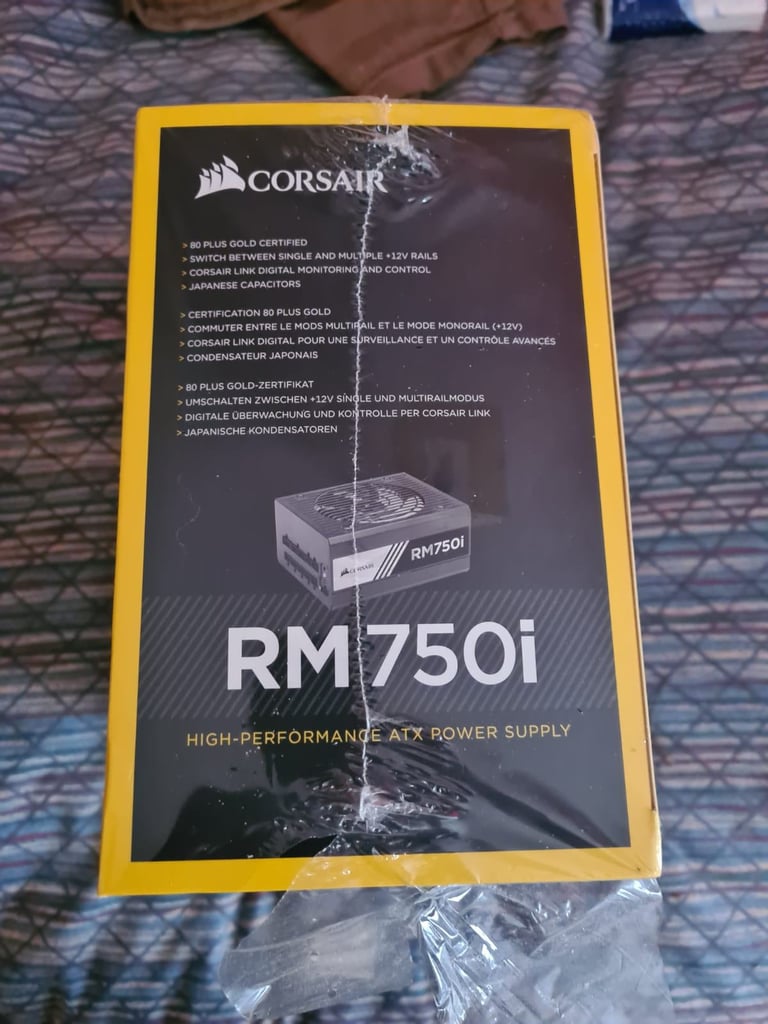 CORSAIR
> 80 PLUS GOLD CERTIFIED
> SWITCH BETWEEN SINGLE AND MULTIPLE +12V RAILS
> CORSAIR LINK DIGITAL MONITORING AND CONTROL
> JAPANESE CAPACITORS
> CERTIFICATION 80 PLUS GOLD
> COMMUTER ENTRE LE MODS MULTIRAIL ET LE MODE MONORAIL (+12V)
> CORSAIR LINK DIGITAL POUR UNE SURVEILLANCE ET UN CONTRÔLE AVANCÉS
> CONDENSATEUR JAPONAIS
> 80 PLUS GOLD-ZERTIFIKAT
> UMSCHALTEN ZWISCHEN +12V SINGLE UND MULTIRAILMODUS
> DIGITALE ÜBERWACHUNG UND KONTROLLE PER CORSAIR LINK
> JAPANISCHE KONDENSATOREN
CORSAIR RM750i
RM750i
HIGH-PERFORMANCE ATX POWER SUPPLY